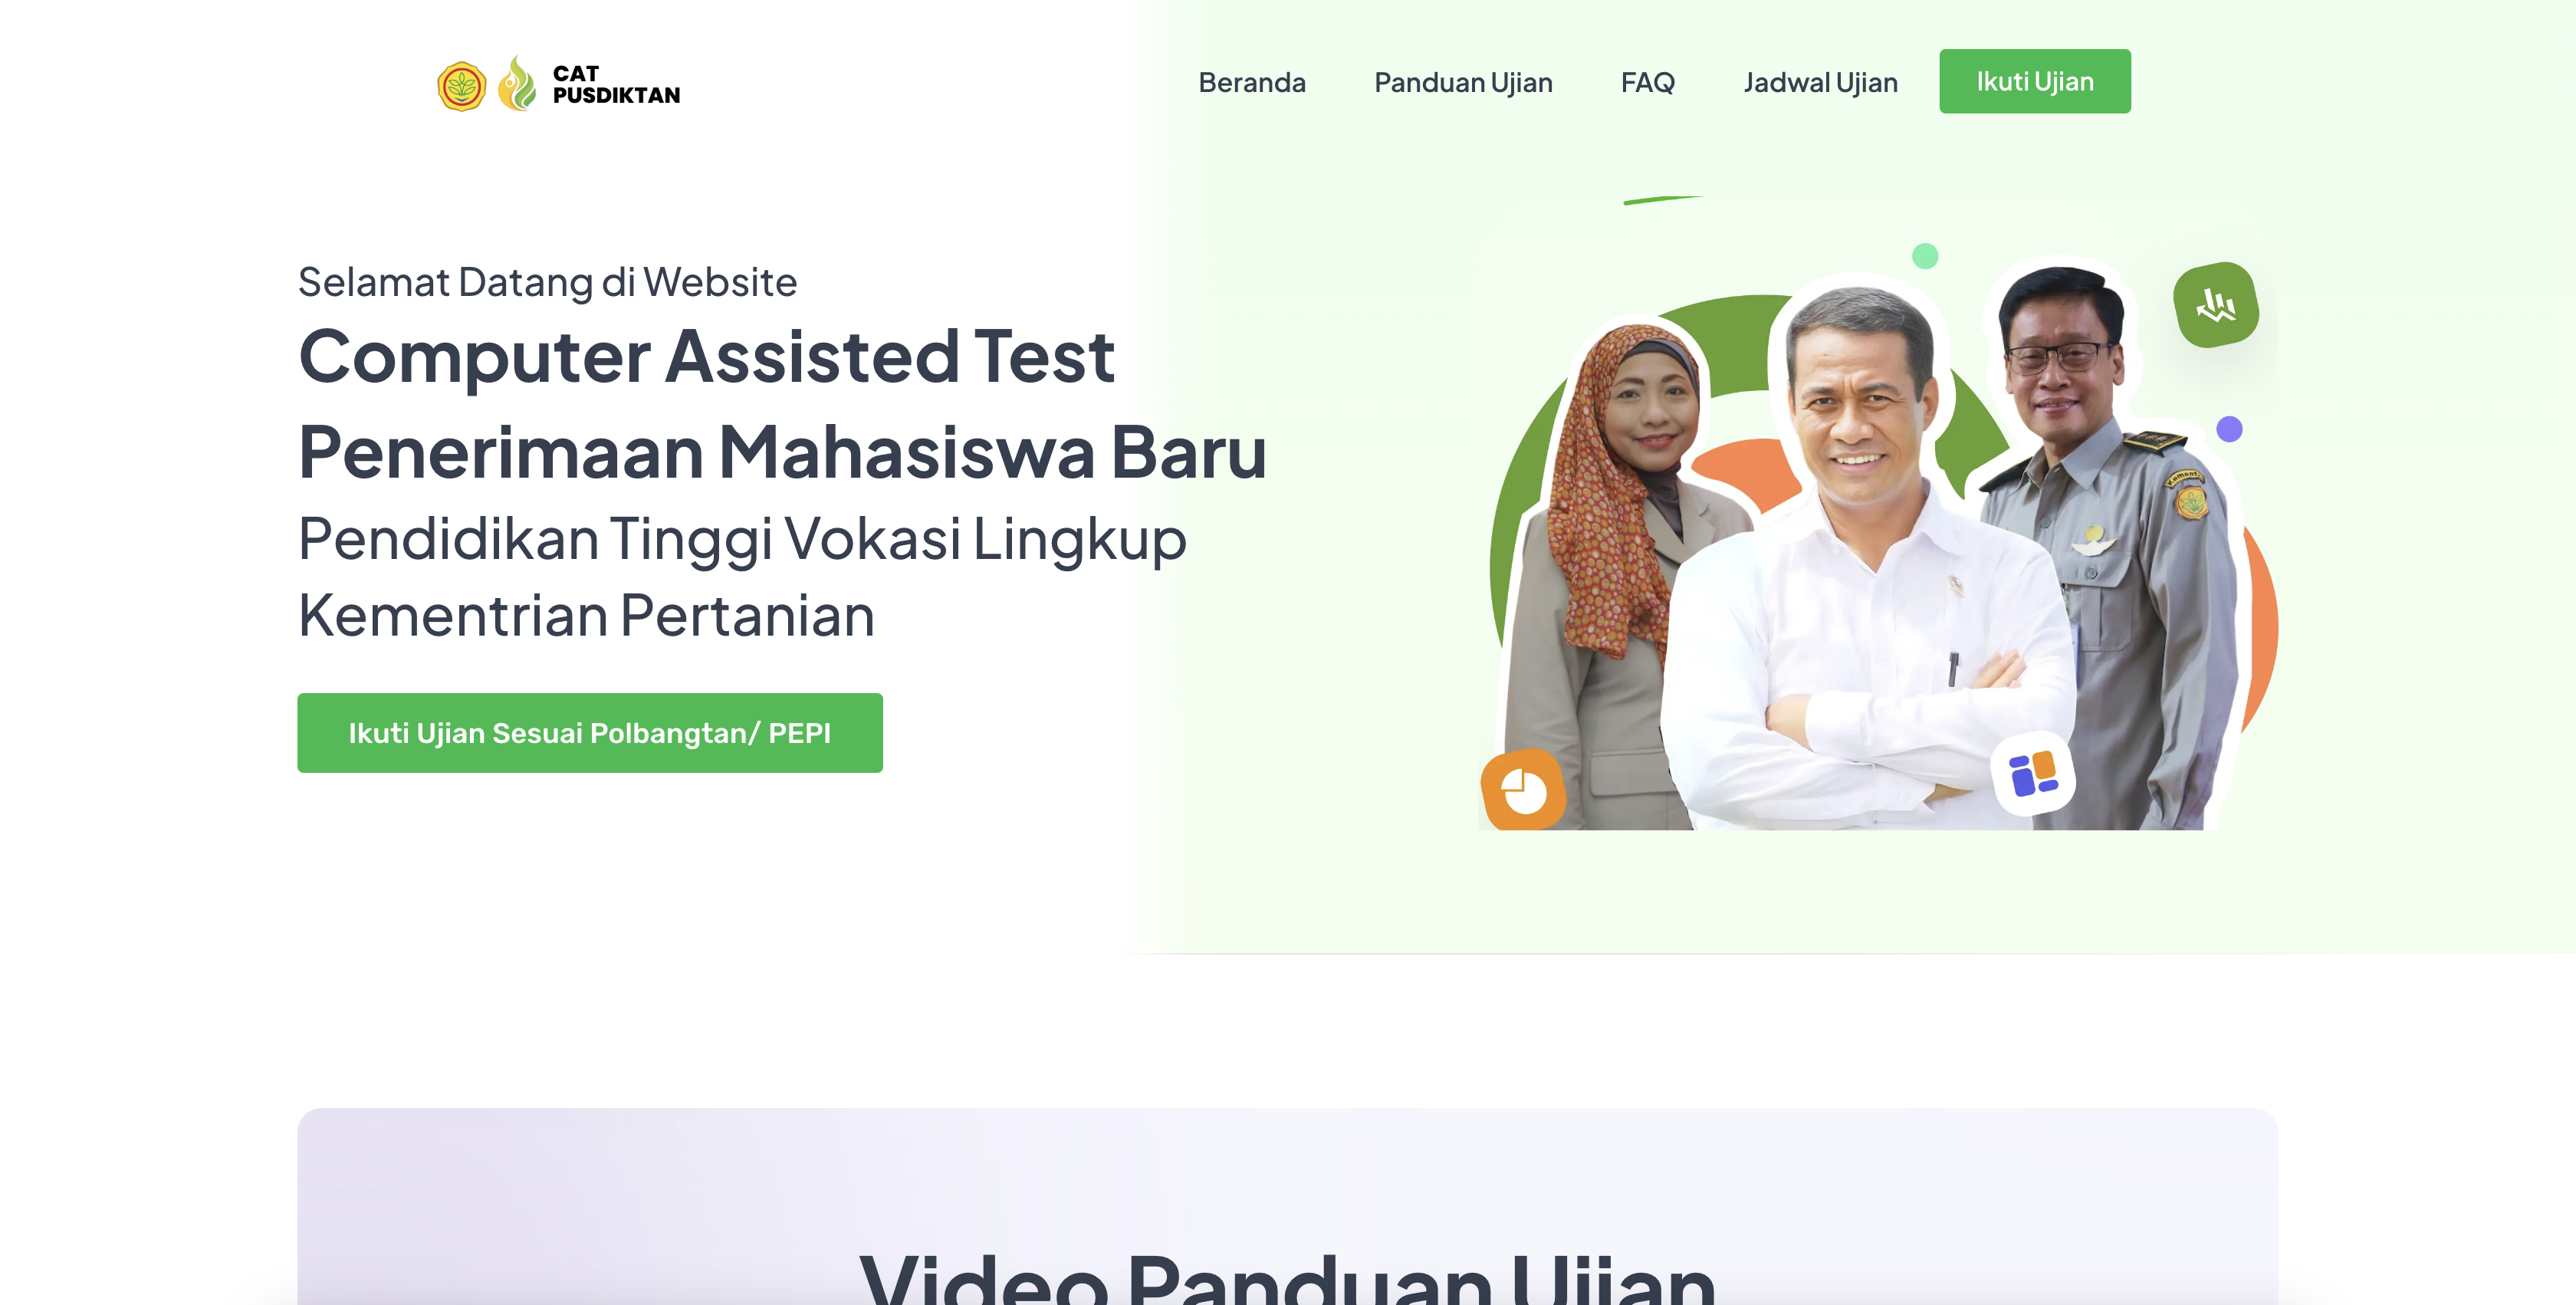 CAT
PUSDIKTAN
Beranda
Panduan Ujian
FAQ
Jadwal Ujian
Ikuti Ujian
Selamat Datang di Website
Computer Assisted Test
Penerimaan Mahasiswa Baru
Pendidikan Tinggi Vokasi Lingkup
Kementrian Pertanian
Ikuti Ujian Sesuai Polbangtan/ PEPI
Kement
Video Panduan Ujian